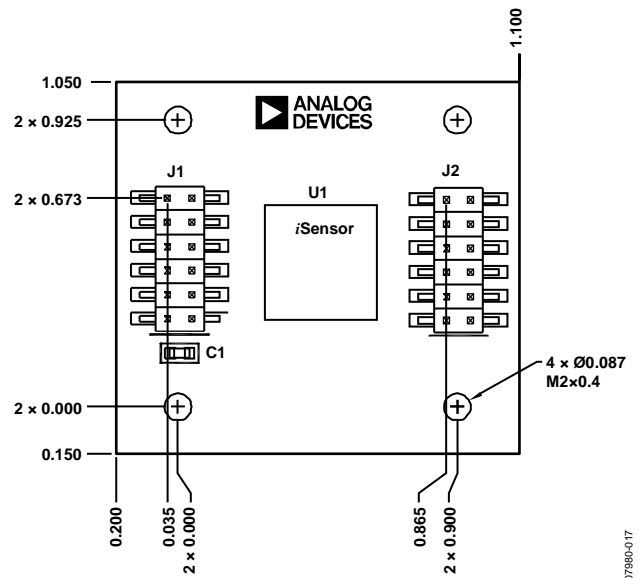 1.100
1.050
2 × 0.925
ANALOG
DEVICES
J1
U1
J2
2 × 0.673
iSensor
C1
4 × Ø0.087
M2×0.4
2 × 0.000
0.150
0.200
0.035
2 × 0.000
0.865
2 × 0.900
07980-017